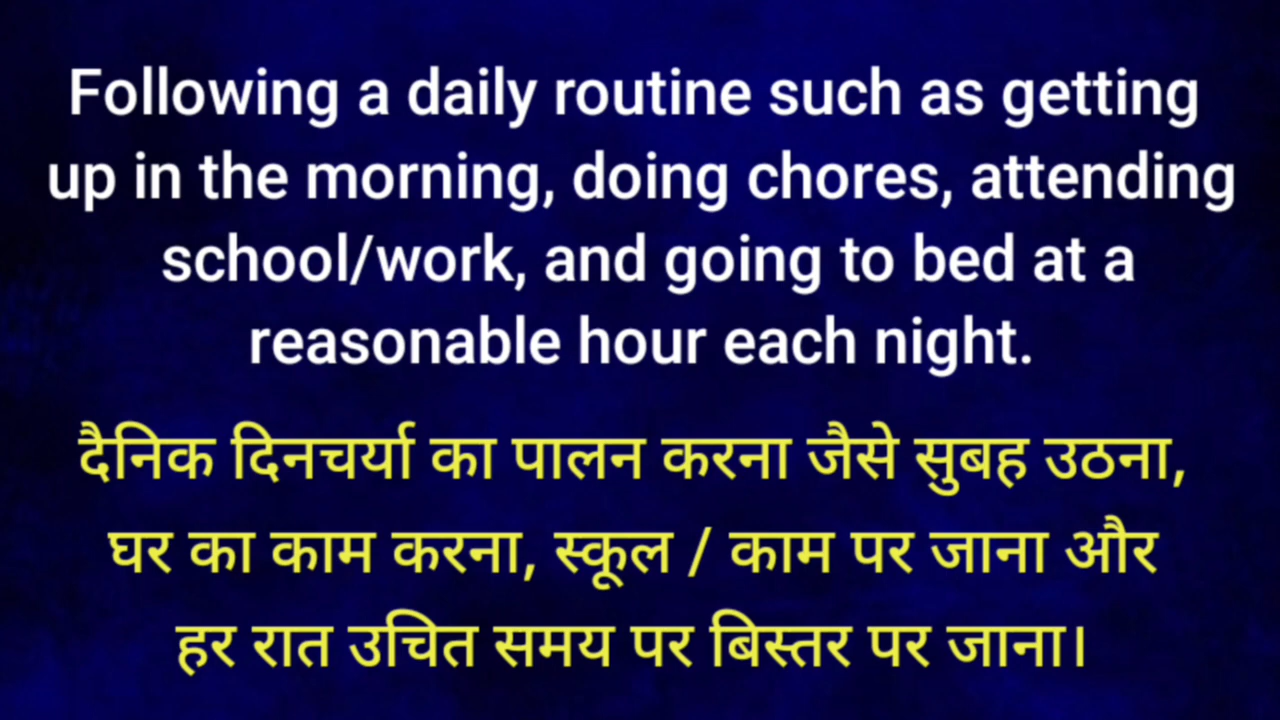 Following a daily routine such as getting
up in the morning, doing chores, attending
school/work, and going to bed at a
reasonable hour each night.
दैनिक दिनचर्या का पालन करना जैसे सुबह उठना,
घर का काम करना, स्कूल / काम पर जाना और
हर रात उचित समय पर बिस्तर पर जाना।